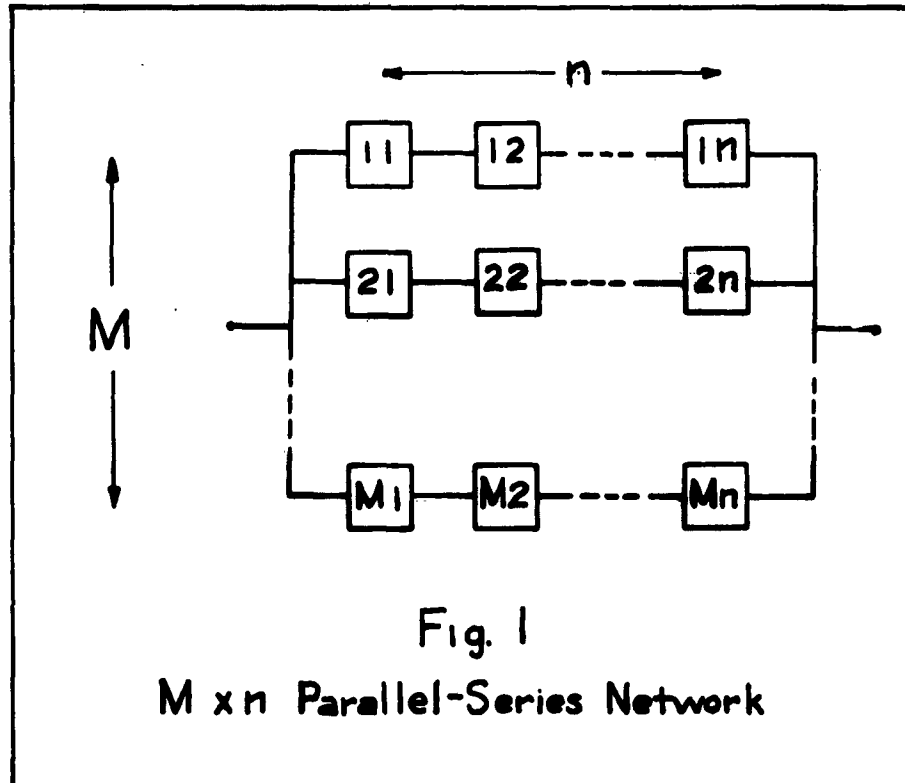 n
11 12 1n
21 22 2n
M
M1 M2 Mn
Fig. 1
M x n Parallel-Series Network